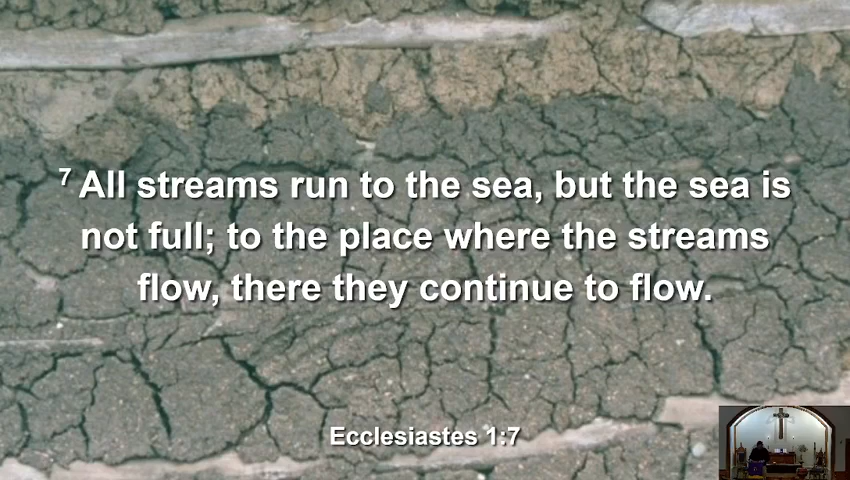 7 All streams run to the sea, but the sea is
not full; to the place where the streams
flow, there they continue to flow.
Ecclesiastes 1:7